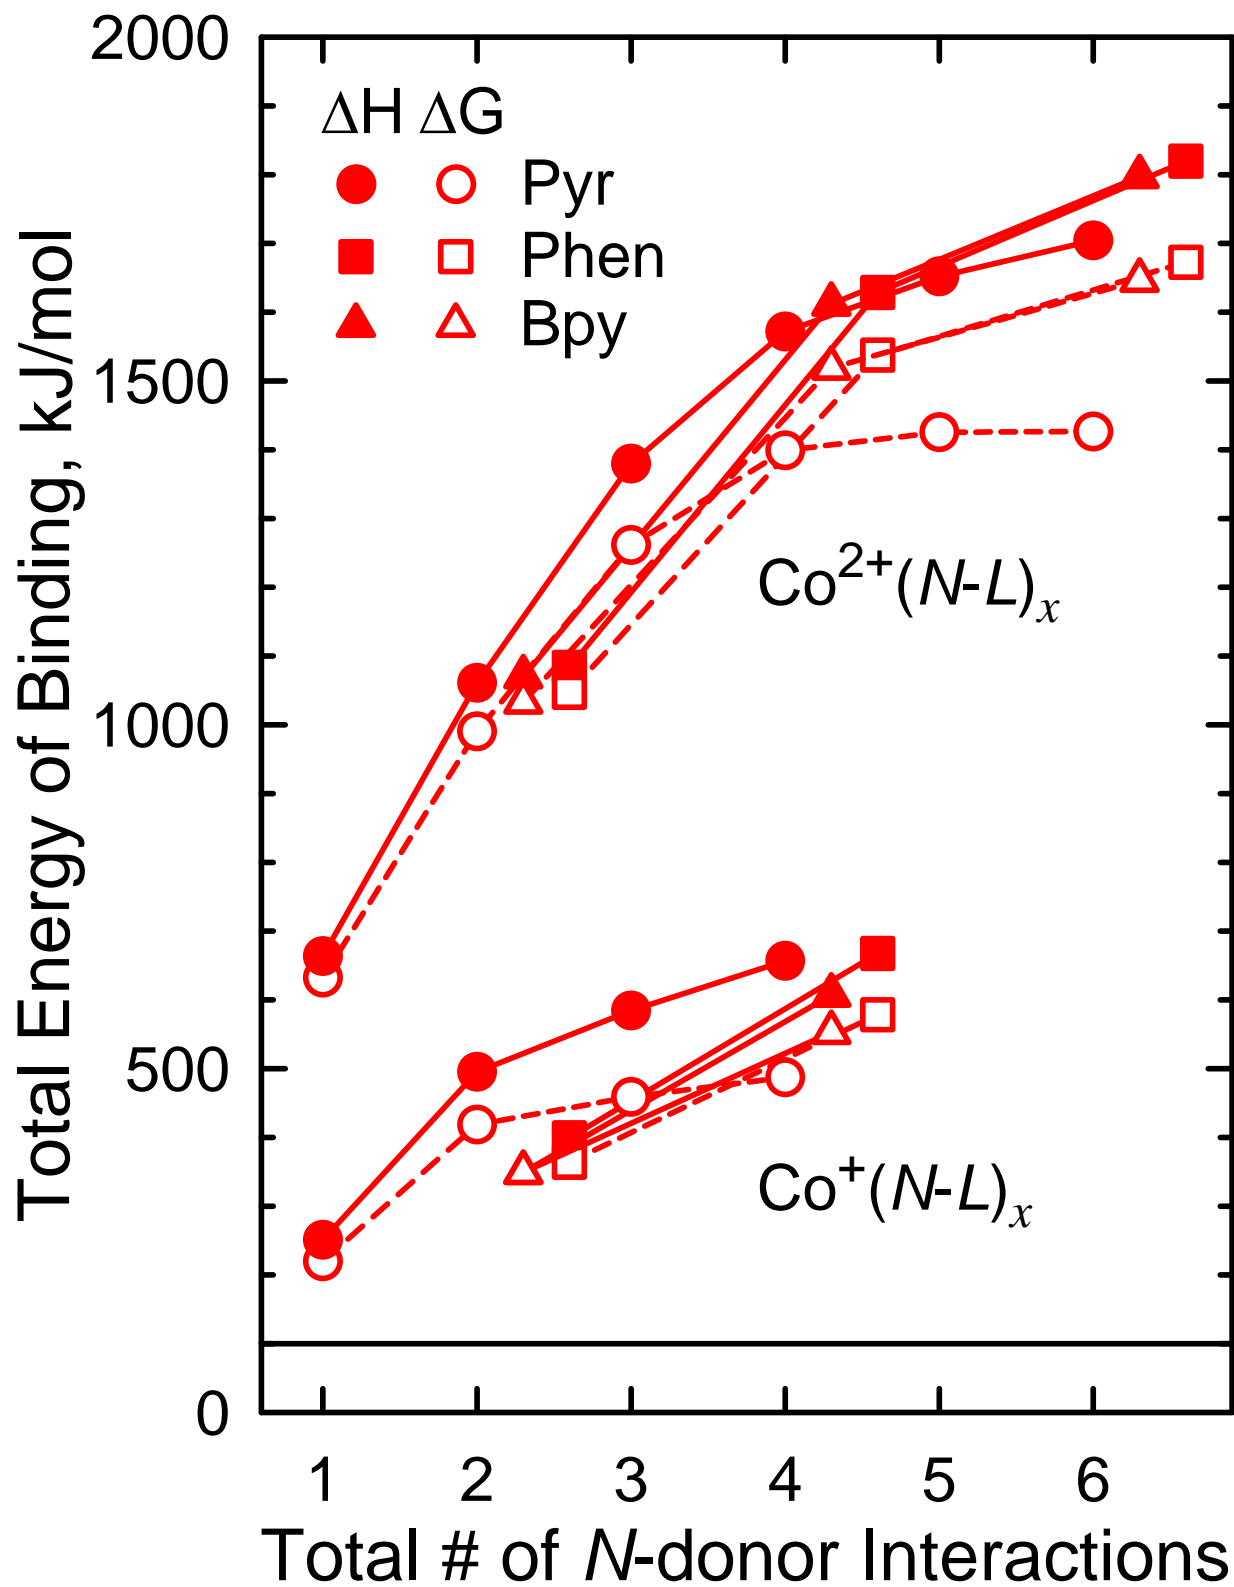 2000
ΔH ΔG
Pyr
Phen
Bpy
1500
Co²⁺(N-L)ₓ
1000
500
Co⁺(N-L)ₓ
0
1 2 3 4 5 6
Total # of N-donor Interactions
Total Energy of Binding, kJ/mol